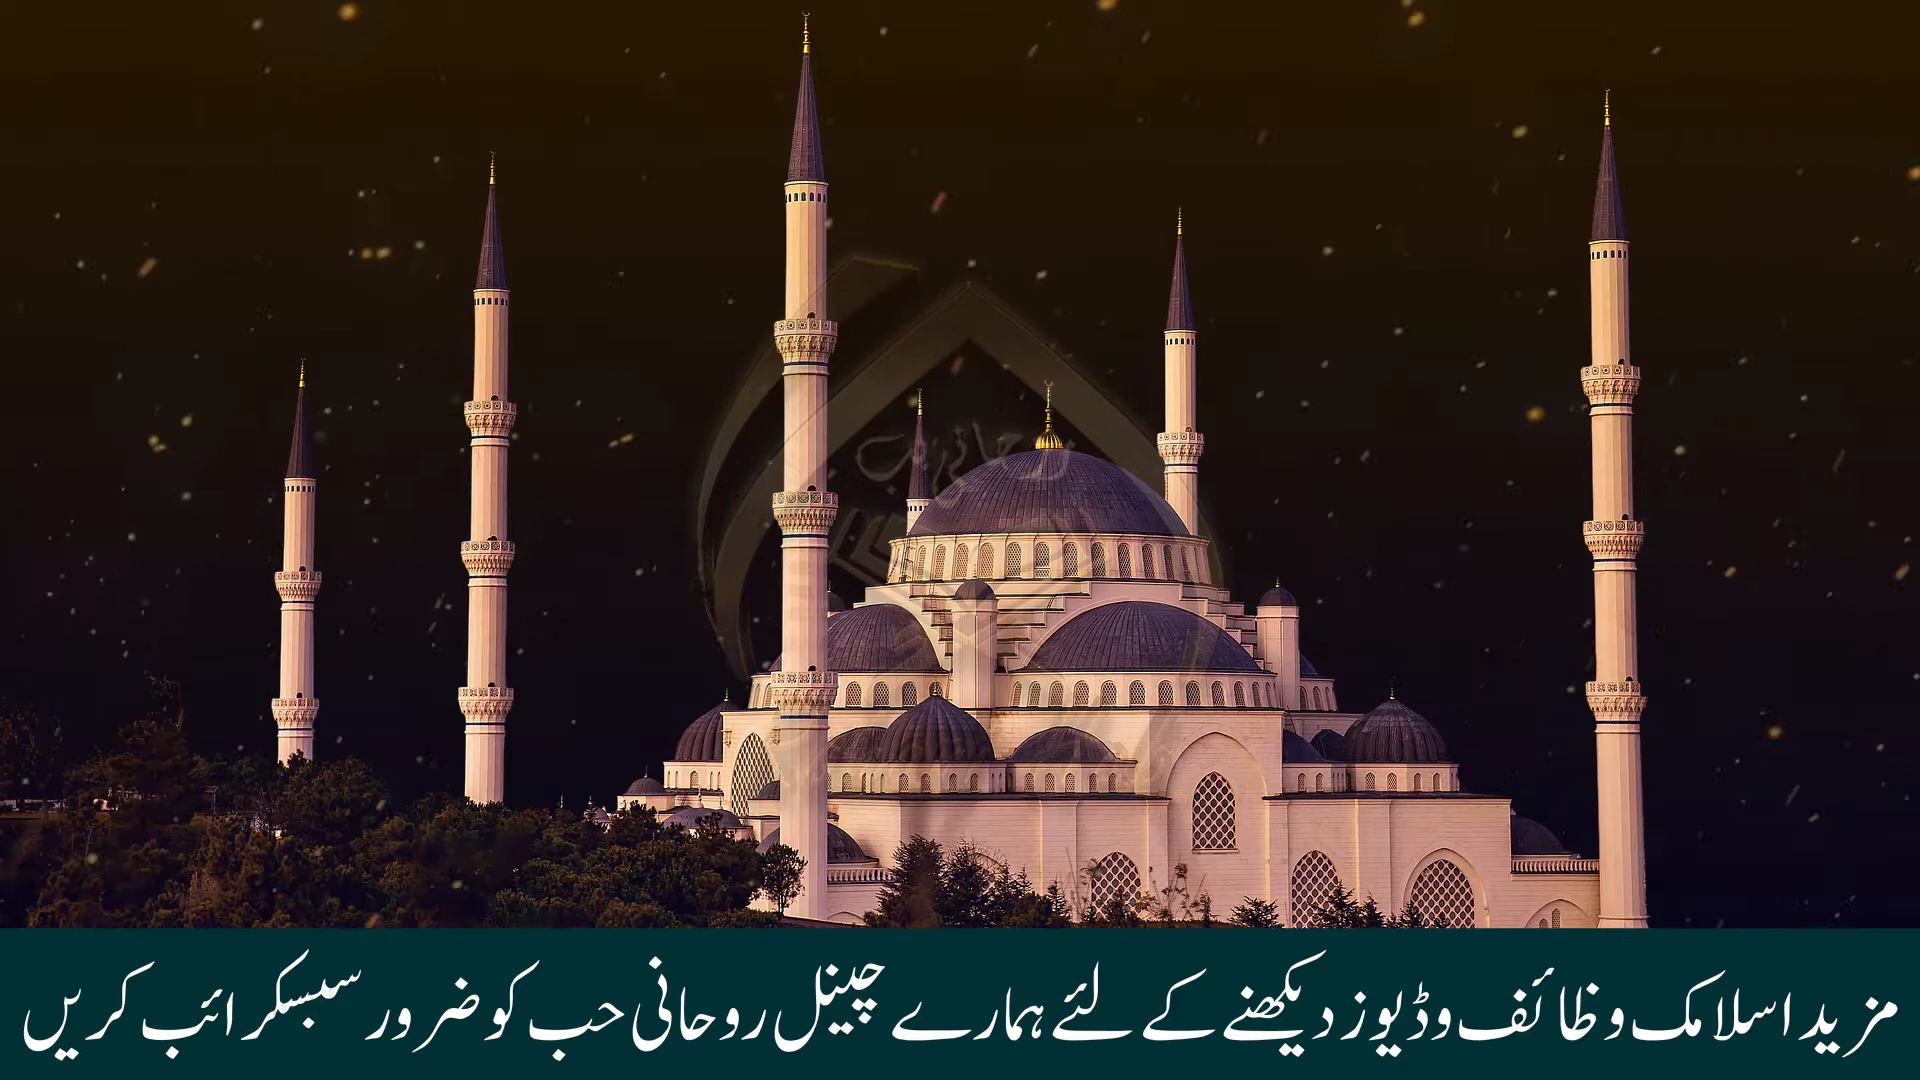 مزید اسلامک وظائف وڈیوز دیکھنے کے لئے ہمارے چینل روحانی حب کو ضرور سبسکرائب کریں